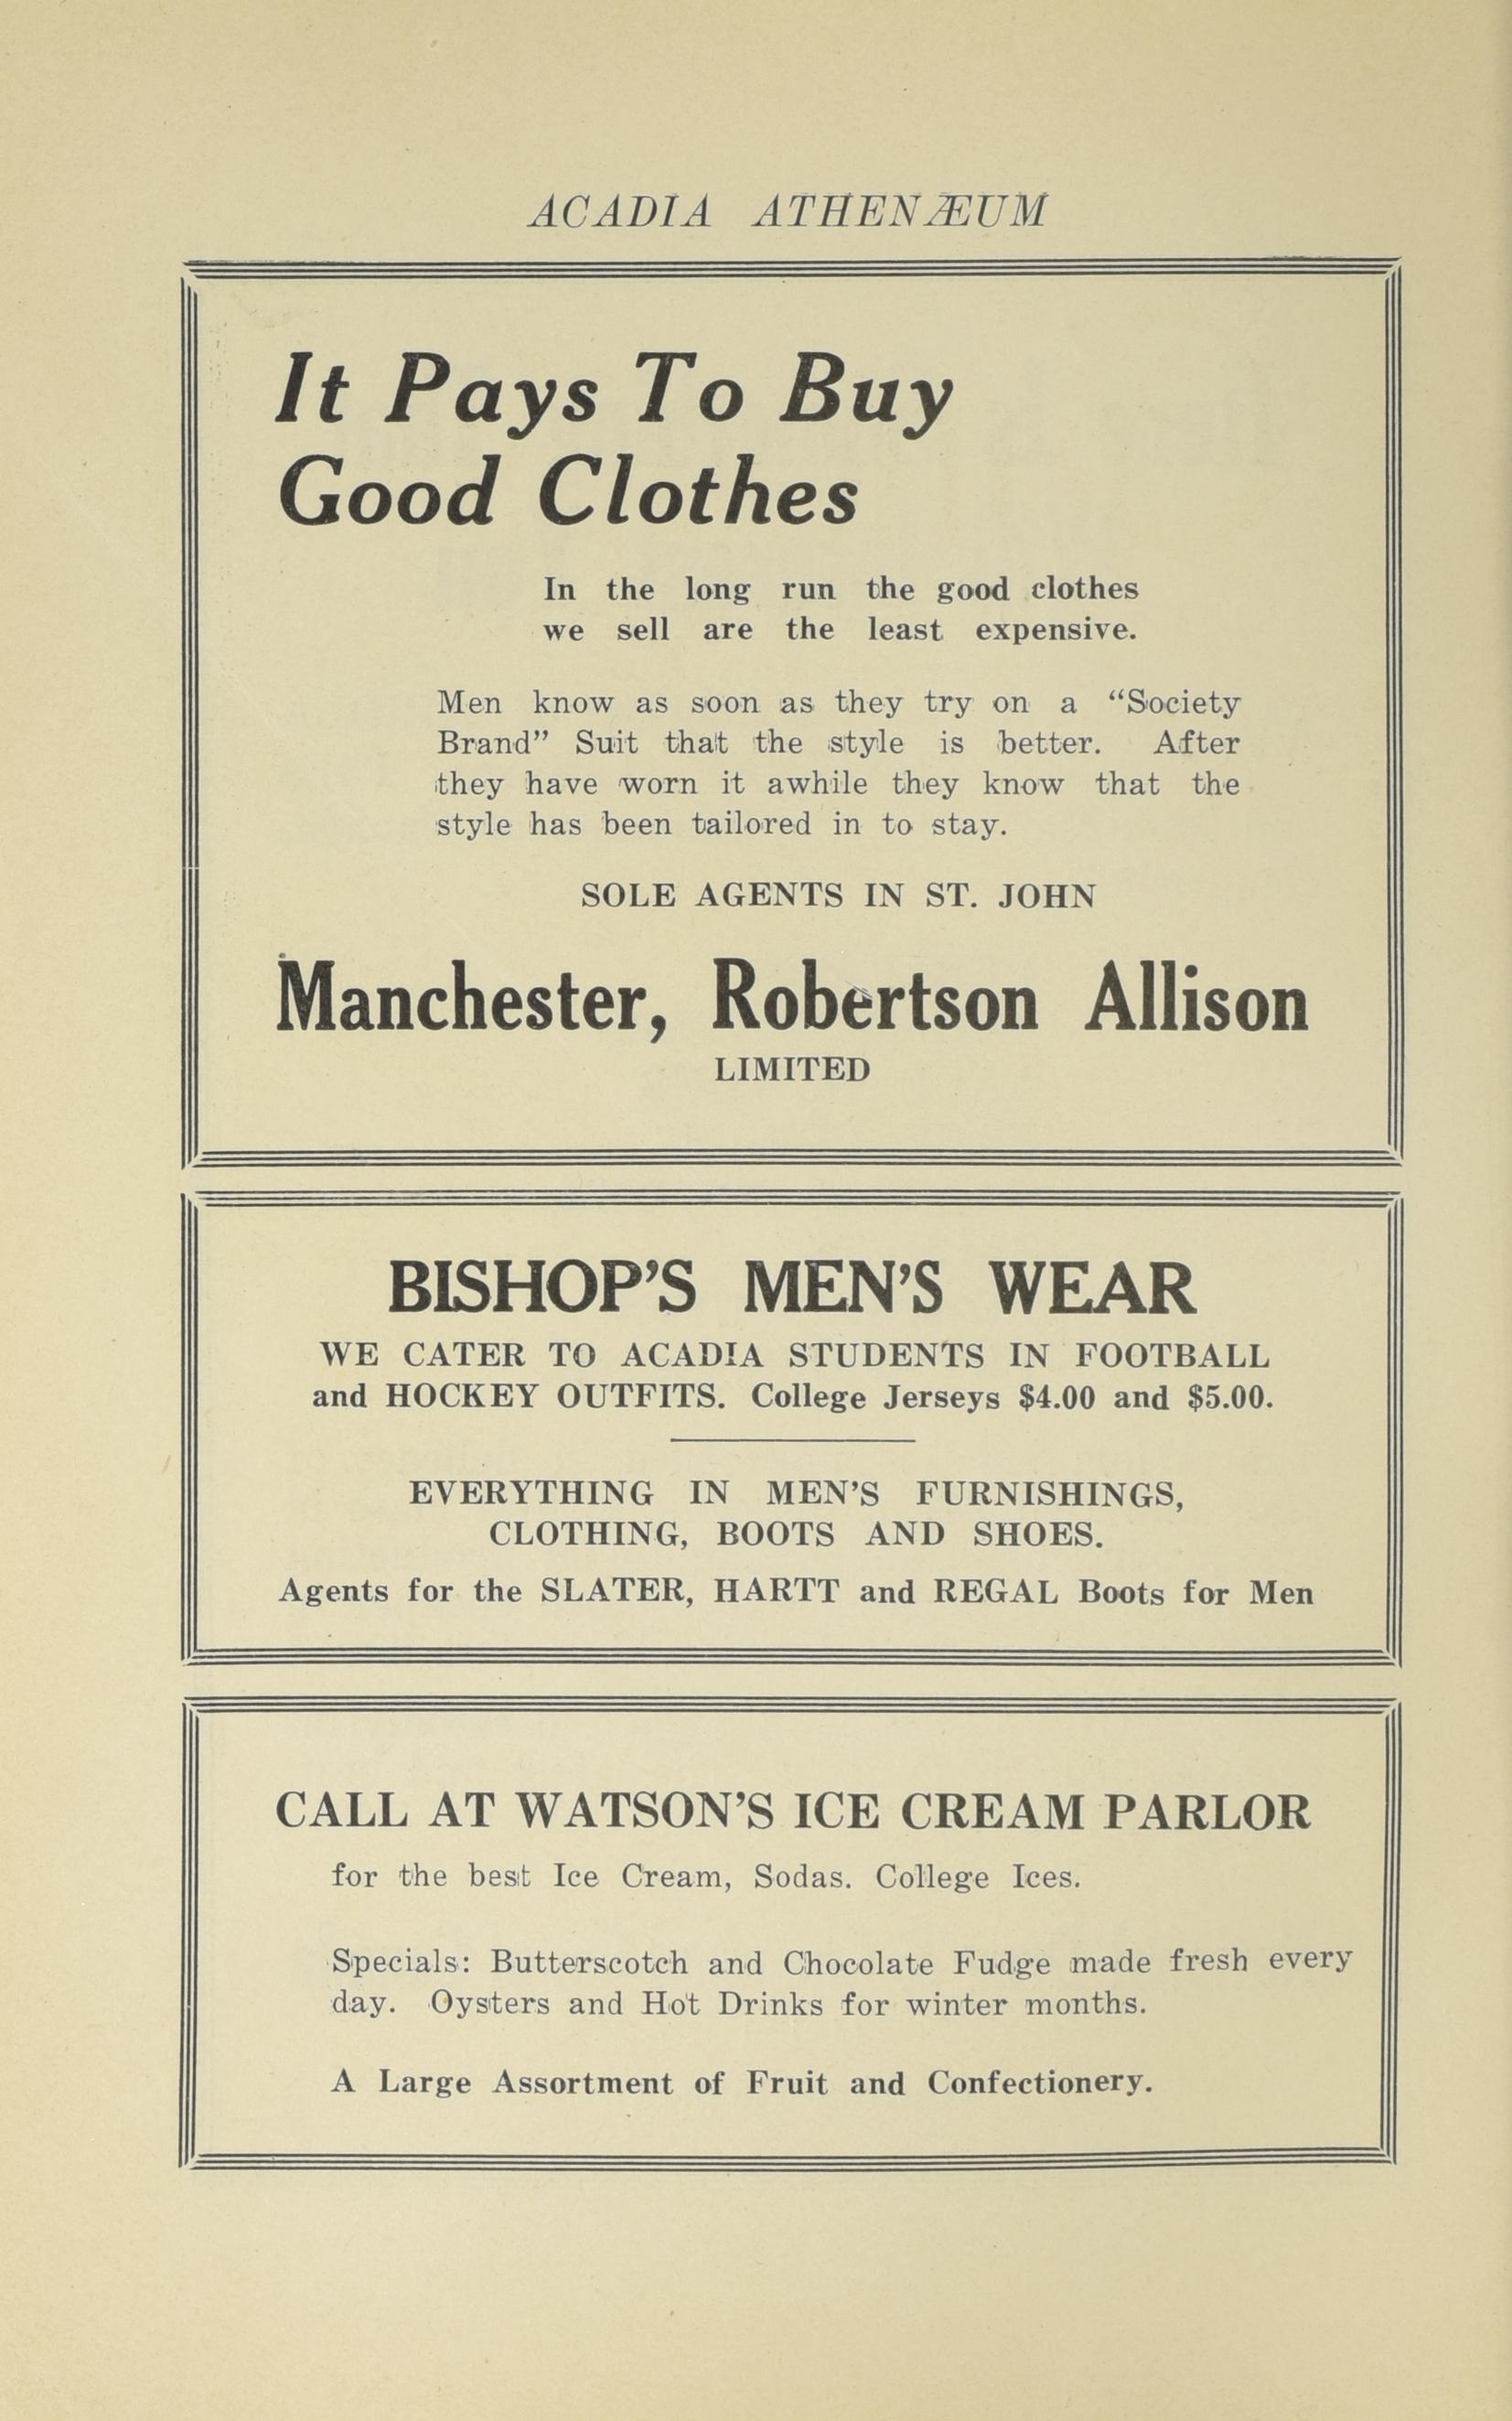 ACADIA ATHENÆUM
It Pays To Buy
Good Clothes
In the long run the good clothes
we sell are the least expensive.
Men know as soon as they try on a “Society
Brand” Suit that the style is better. After
they have worn it awhile they know that the
style has been tailored in to stay.
SOLE AGENTS IN ST. JOHN
Manchester, Robertson Allison
LIMITED
BISHOP’S MEN’S WEAR
WE CATER TO ACADIA STUDENTS IN FOOTBALL
and HOCKEY OUTFITS. College Jerseys $4.00 and $5.00.
EVERYTHING IN MEN’S FURNISHINGS,
CLOTHING, BOOTS AND SHOES.
Agents for the SLATER, HARTT and REGAL Boots for Men
CALL AT WATSON’S ICE CREAM PARLOR
for the best Ice Cream, Sodas. College Ices.
Specials: Butterscotch and Chocolate Fudge made fresh every
day. Oysters and Hot Drinks for winter months.
A Large Assortment of Fruit and Confectionery.